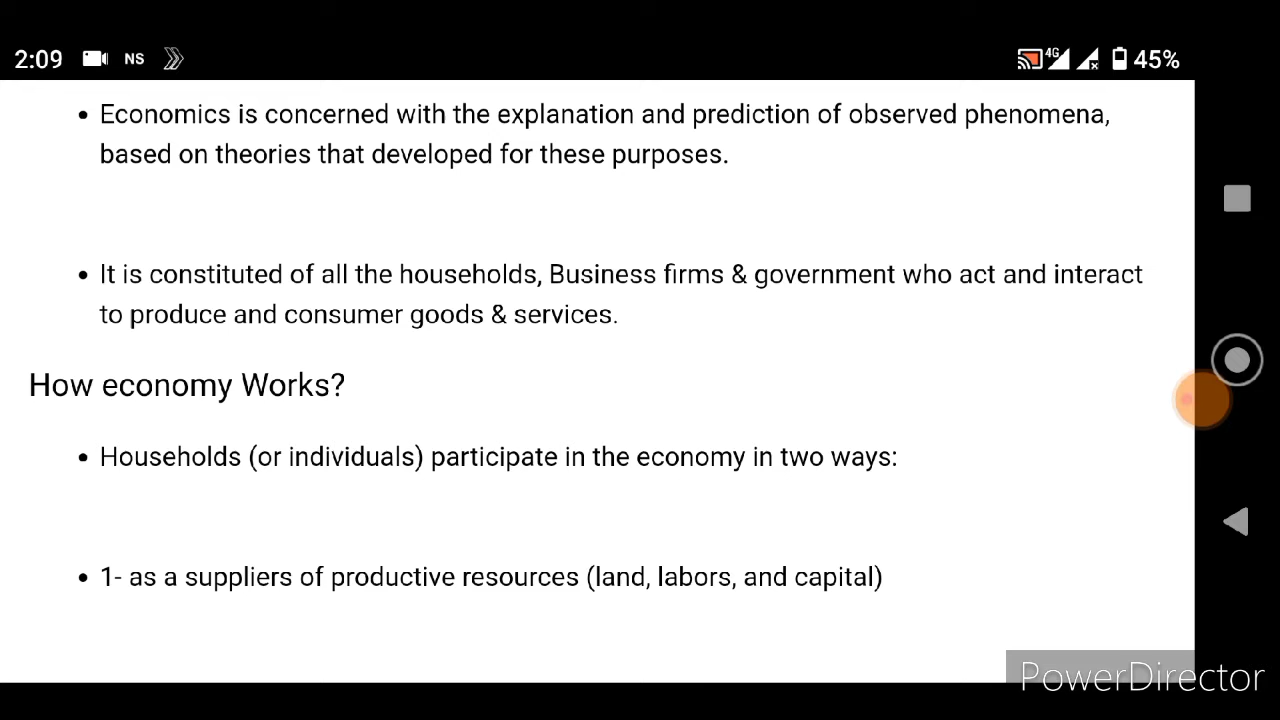 2:09 NS 4G 45%
• Economics is concerned with the explanation and prediction of observed phenomena,
based on theories that developed for these purposes.
• It is constituted of all the households, Business firms & government who act and interact
to produce and consumer goods & services.
How economy Works?
• Households (or individuals) participate in the economy in two ways:
• 1- as a suppliers of productive resources (land, labors, and capital)
PowerDirector